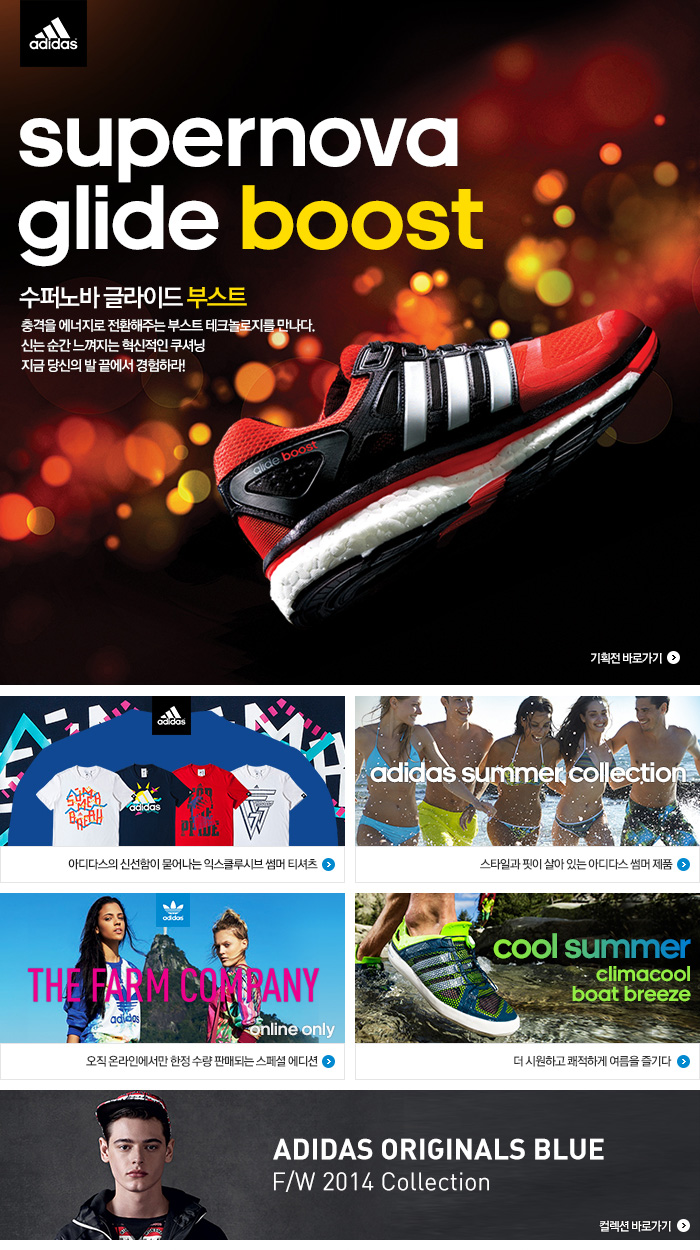 adidas
supernova
glide boost
수퍼노바 글라이드 부스트
충격을 에너지로 전환해주는 부스트 테크놀로지를 만나다.
신는 순간 느껴지는 혁신적인 쿠셔닝
지금 당신의 발 끝에서 경험하라!
glide boost
기획전 바로가기
adidas
adidas
아디다스의 신선함이 묻어나는 익스클루시브 썸머 티셔츠
adidas summer collection
스타일과 핏이 살아 있는 아디다스 썸머 제품
adidas
THE FARM COMPANY
adidas
online only
오직 온라인에서만 한정 수량 판매되는 스페셜 에디션
cool summer
climacool
boat breeze
더 시원하고 쾌적하게 여름을 즐기다
ADIDAS ORIGINALS BLUE
F/W 2014 Collection
컬렉션 바로가기